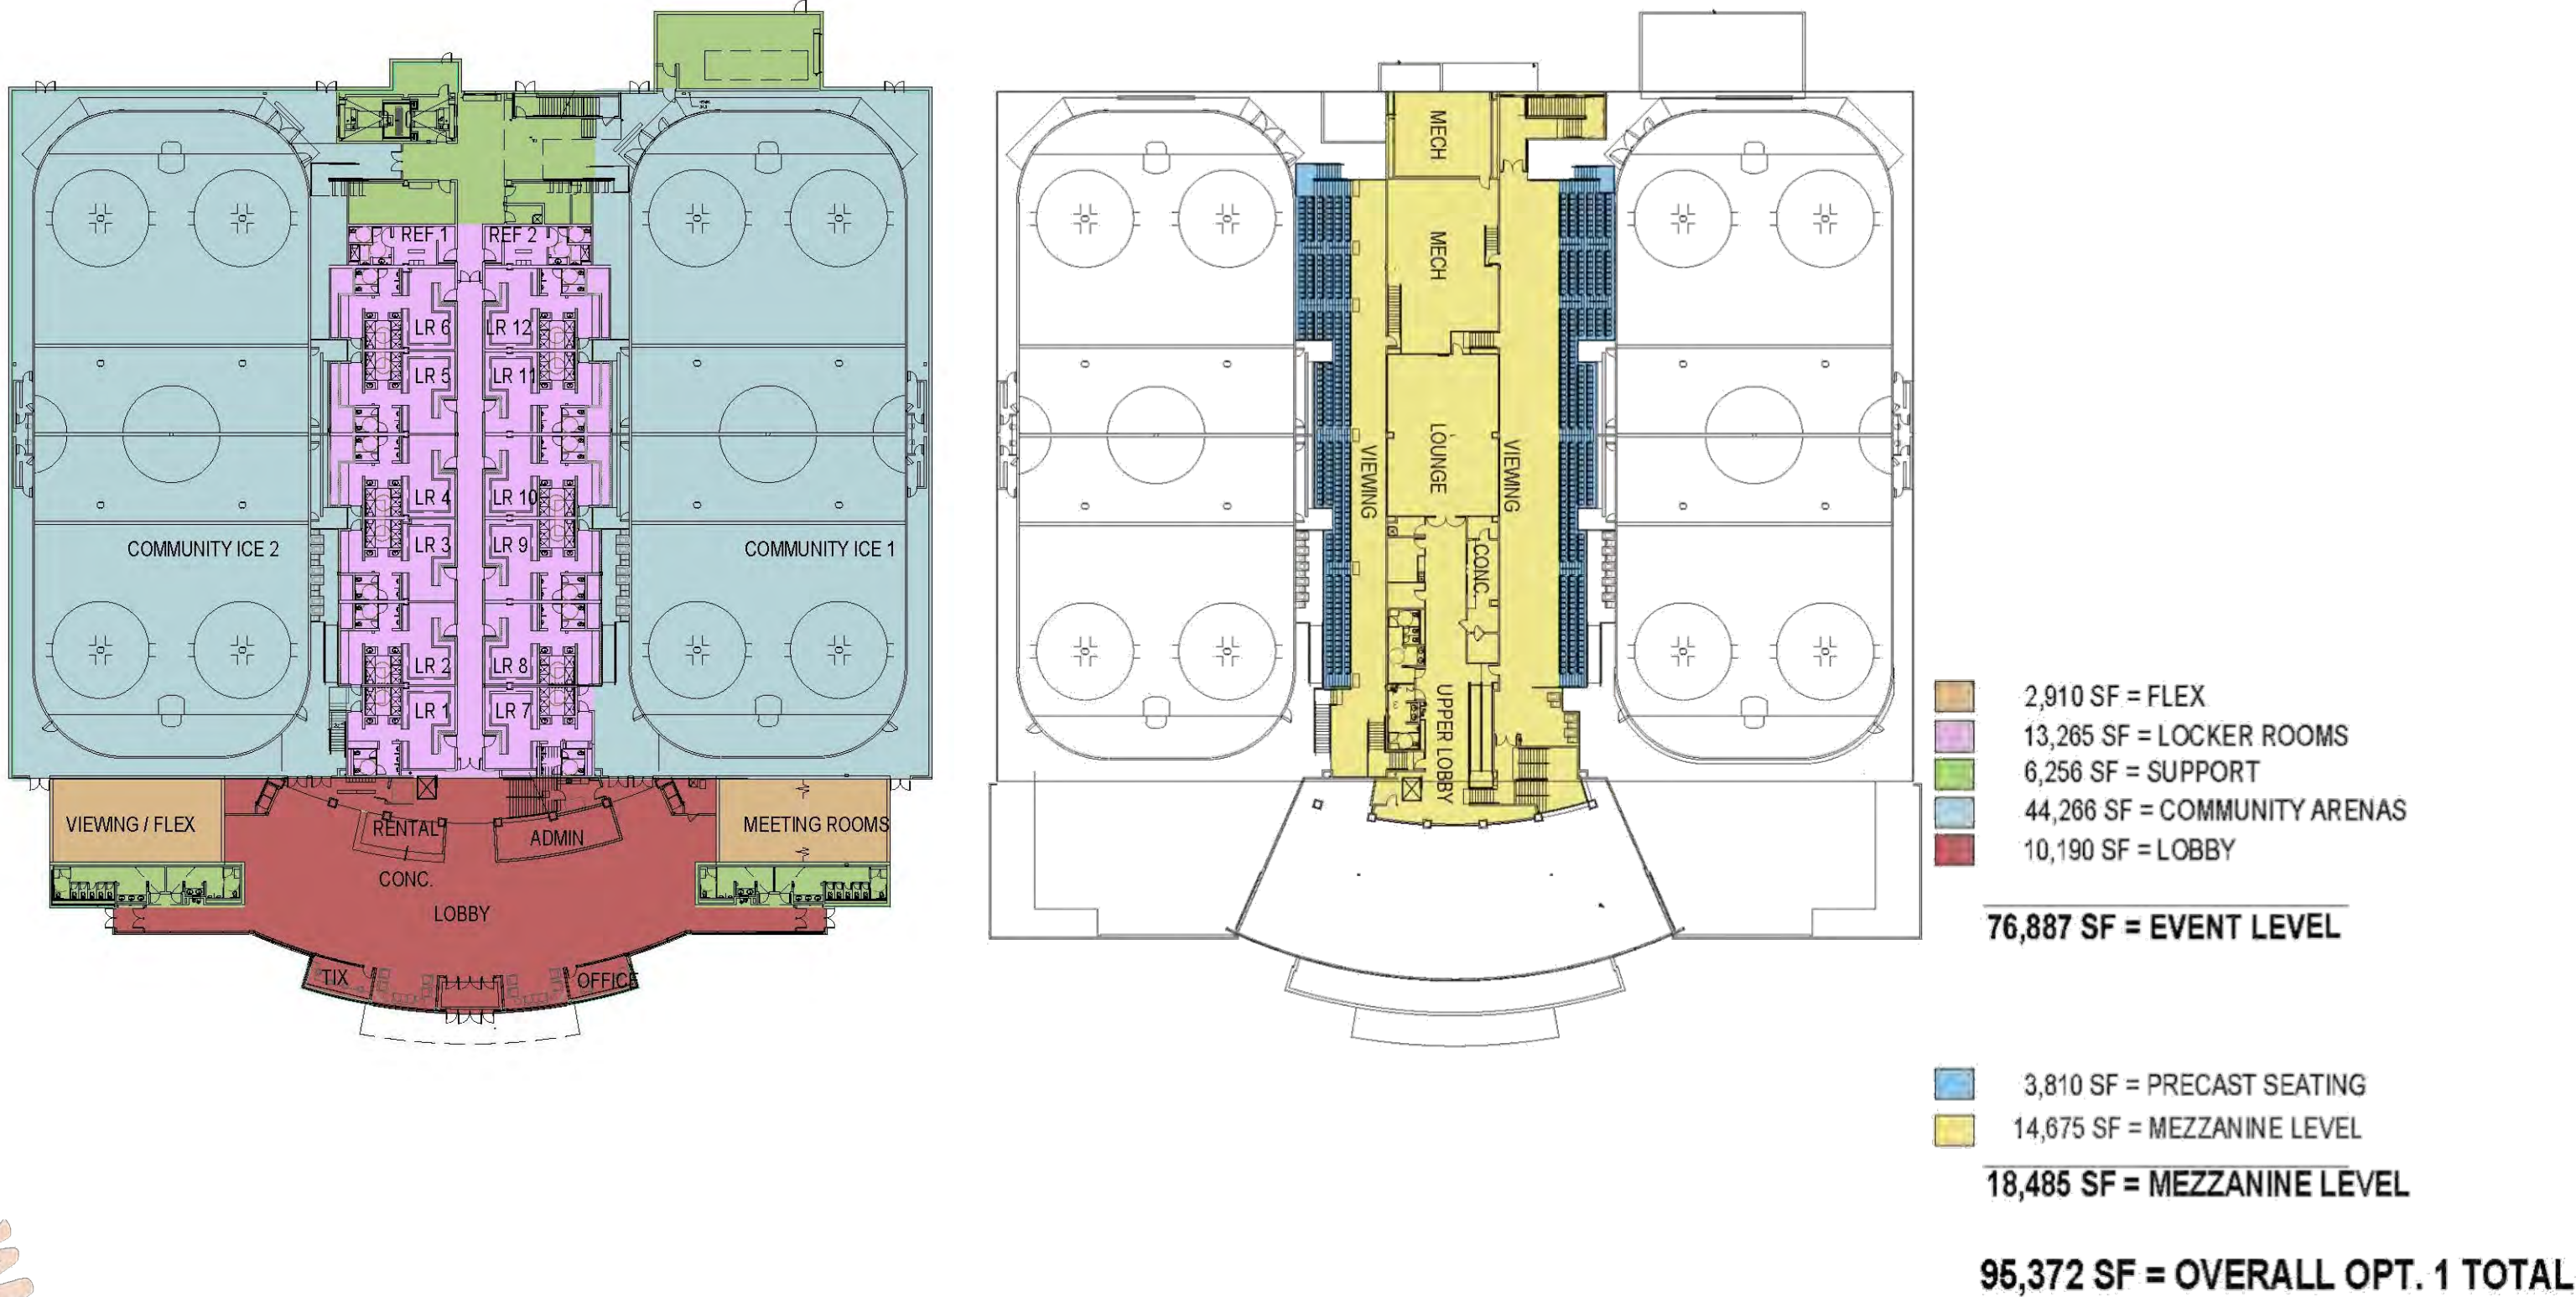 REF 1
REF 2
LR 6
LR 12
LR 5
LR 11
LR 4
LR 10
LR 3
LR 9
LR 2
LR 8
LR 1
LR 7
COMMUNITY ICE 2
COMMUNITY ICE 1
VIEWING / FLEX
RENTAL
ADMIN
MEETING ROOMS
CONC.
LOBBY
TIX
OFFICE
MECH
MECH
LOUNGE
VIEWING
VIEWING
CONC.
UPPER LOBBY
2,910 SF = FLEX
13,265 SF = LOCKER ROOMS
6,256 SF = SUPPORT
44,266 SF = COMMUNITY ARENAS
10,190 SF = LOBBY
76,887 SF = EVENT LEVEL
3,810 SF = PRECAST SEATING
14,675 SF = MEZZANINE LEVEL
18,485 SF = MEZZANINE LEVEL
95,372 SF = OVERALL OPT. 1 TOTAL